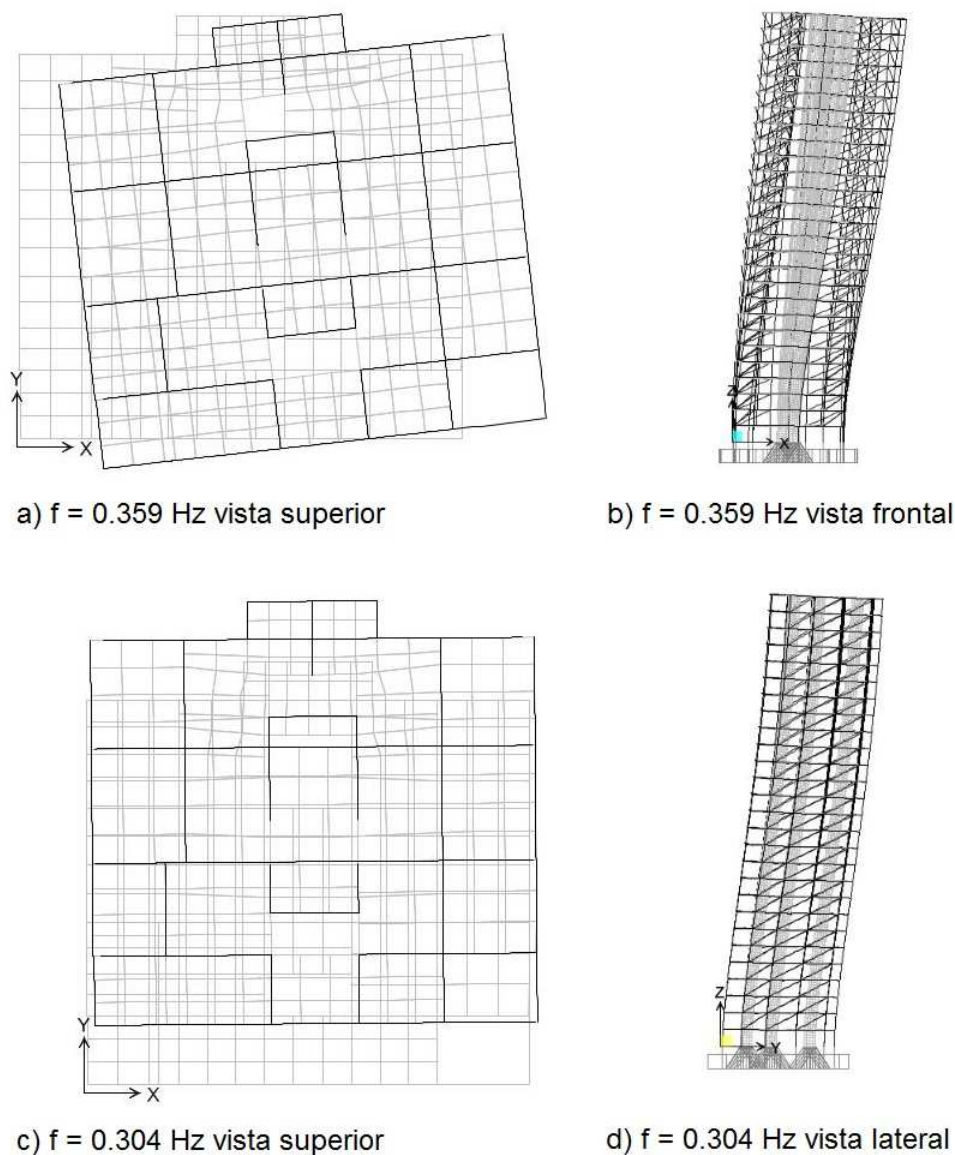 Y
X
a) f = 0.359 Hz vista superior
Z
X
b) f = 0.359 Hz vista frontal
Y
X
c) f = 0.304 Hz vista superior
Z
Y
d) f = 0.304 Hz vista lateral